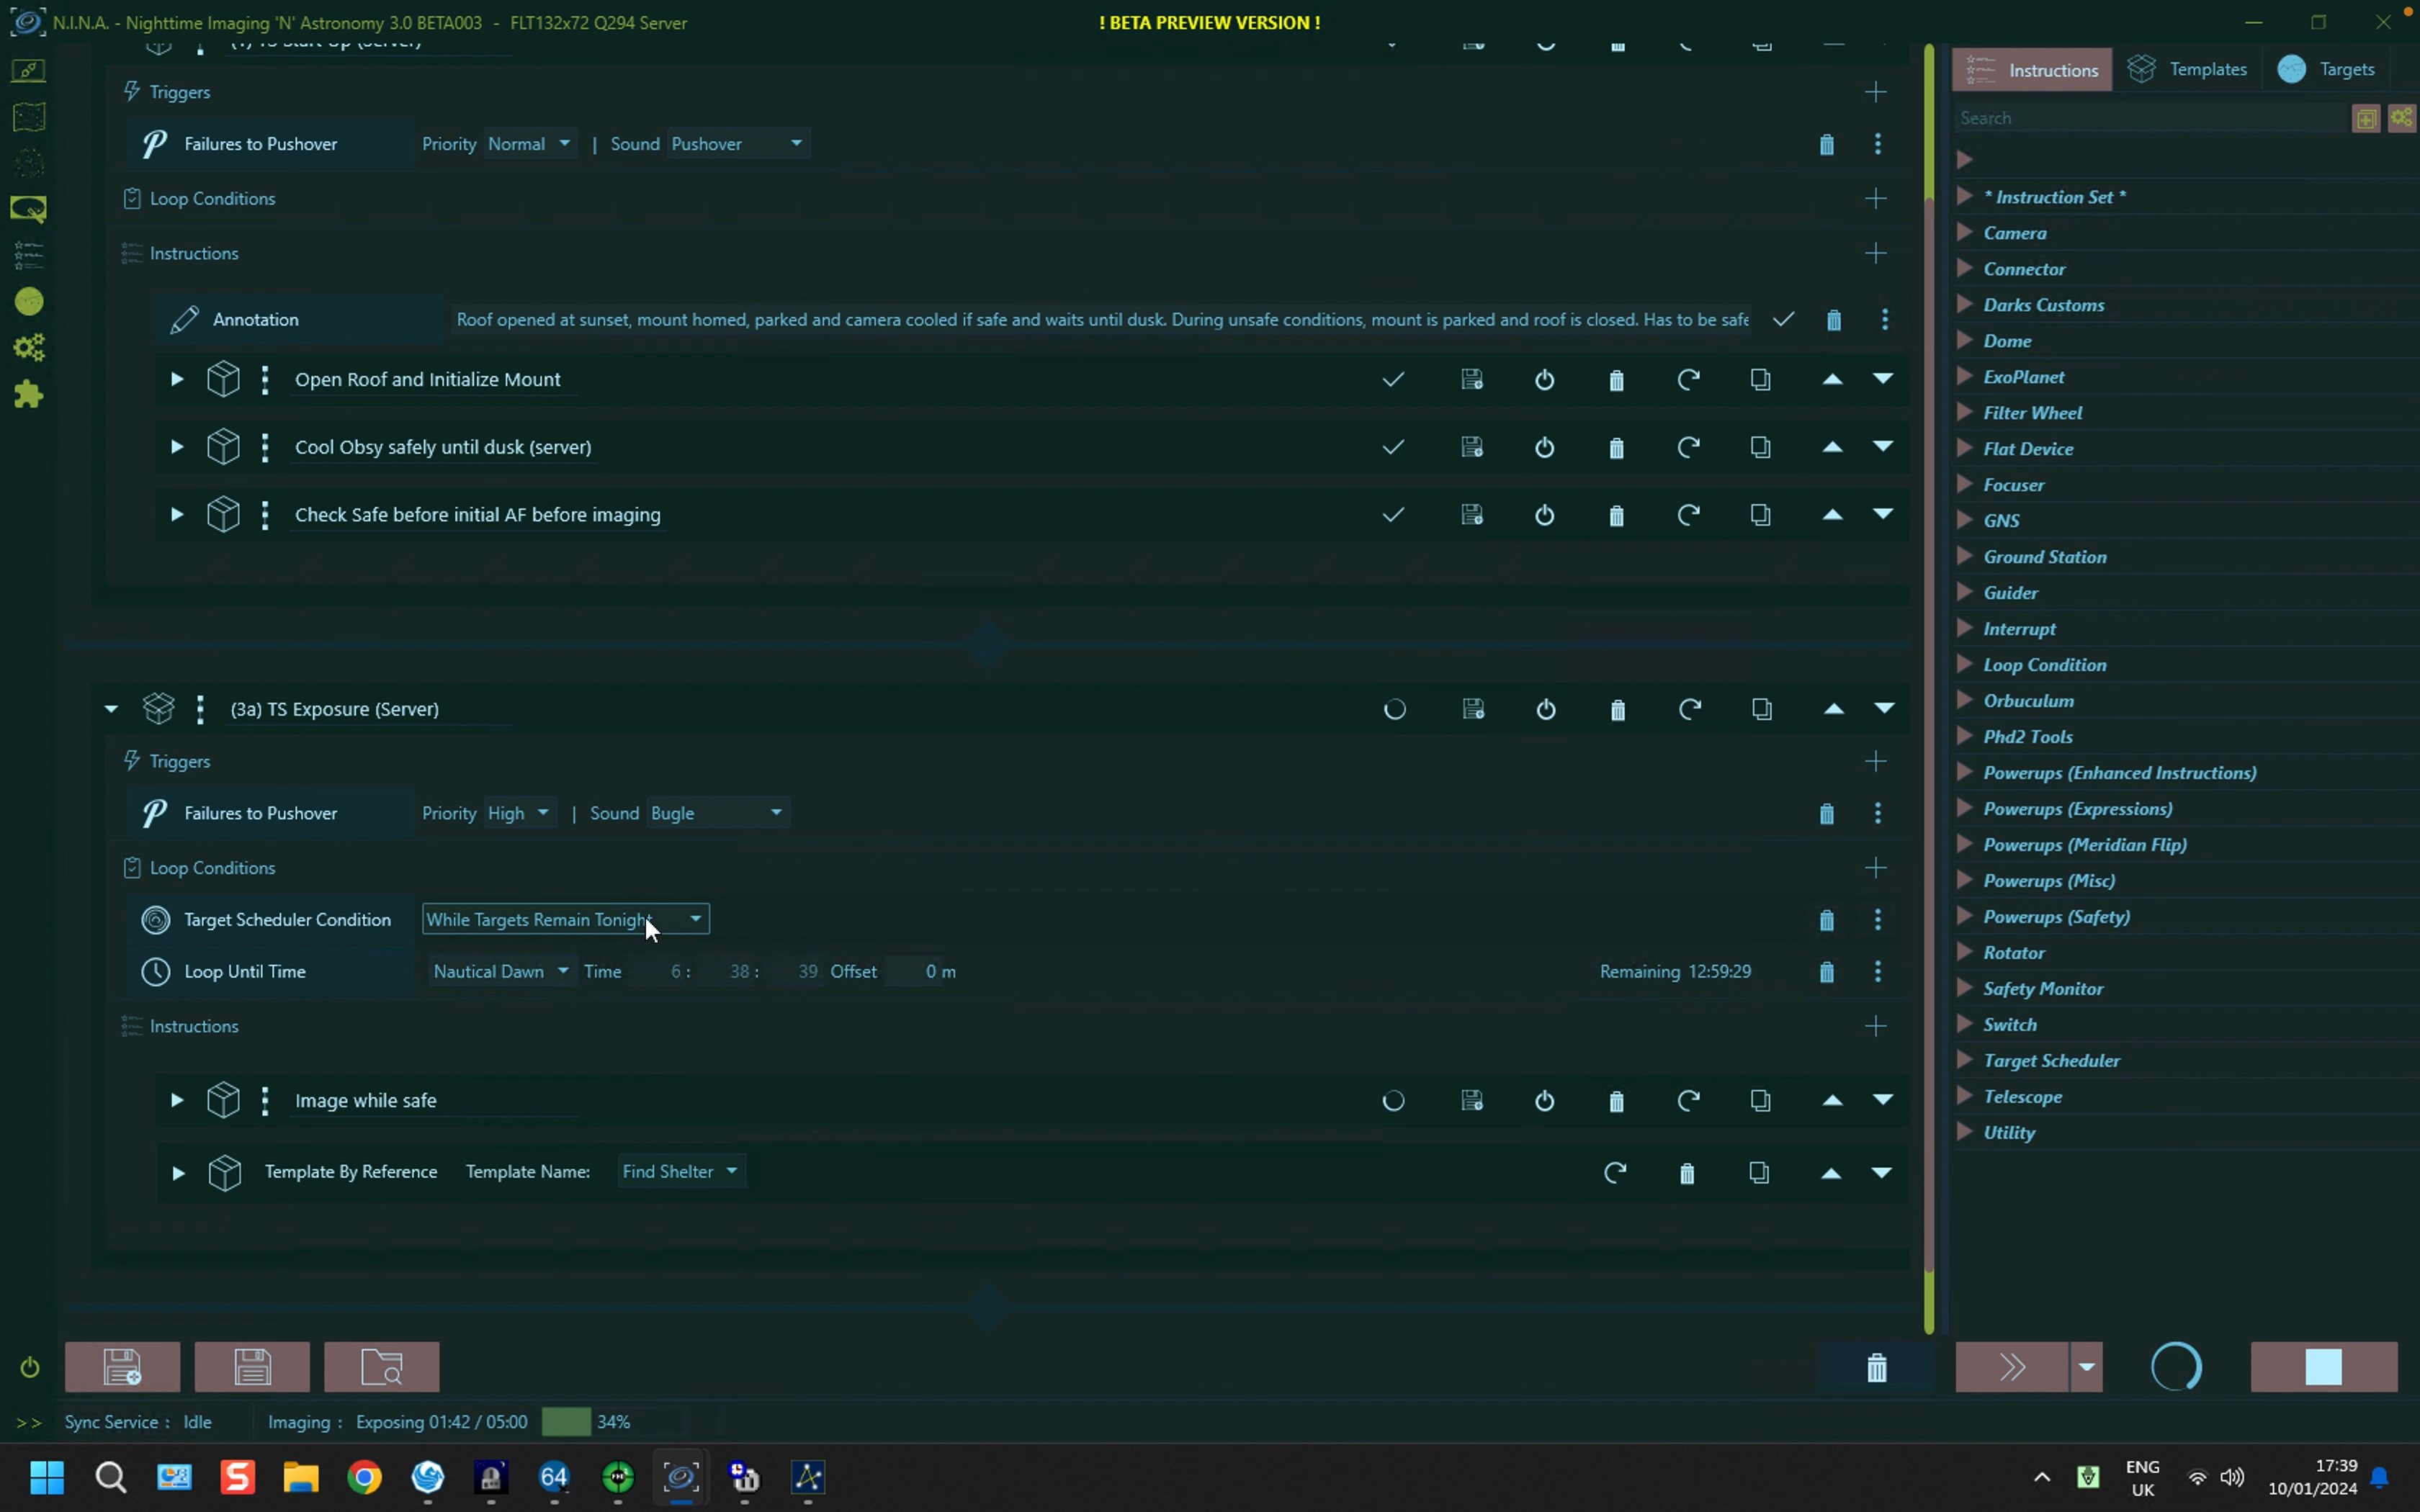 N.I.N.A. - Nighttime Imaging 'N' Astronomy 3.0 BETA003 - FLT132x72 Q294 Server
! BETA PREVIEW VERSION !
(1) TS Start Up (Server)
Instructions
Templates
Targets
Triggers
Search
Failures to Pushover
Priority Normal | Sound Pushover
Loop Conditions
Instructions
Annotation
Roof opened at sunset, mount homed, parked and camera cooled if safe and waits until dusk. During unsafe conditions, mount is parked and roof is closed. Has to be safe
Open Roof and Initialize Mount
Cool Obsy safely until dusk (server)
Check Safe before initial AF before imaging
(3a) TS Exposure (Server)
Triggers
Failures to Pushover
Priority High | Sound Bugle
Loop Conditions
Target Scheduler Condition
While Targets Remain Tonight
Loop Until Time
Nautical Dawn Time 6: 38: 39 Offset 0 m
Remaining 12:59:29
Instructions
Image while safe
Template By Reference Template Name: Find Shelter
* Instruction Set *
Camera
Connector
Darks Customs
Dome
ExoPlanet
Filter Wheel
Flat Device
Focuser
GNS
Ground Station
Guider
Interrupt
Loop Condition
Orbuculum
Phd2 Tools
Powerups (Enhanced Instructions)
Powerups (Expressions)
Powerups (Meridian Flip)
Powerups (Misc)
Powerups (Safety)
Rotator
Safety Monitor
Switch
Target Scheduler
Telescope
Utility
>> Sync Service : Idle Imaging : Exposing 01:42 / 05:00 34%
S
64
ENG
UK
17:39
10/01/2024